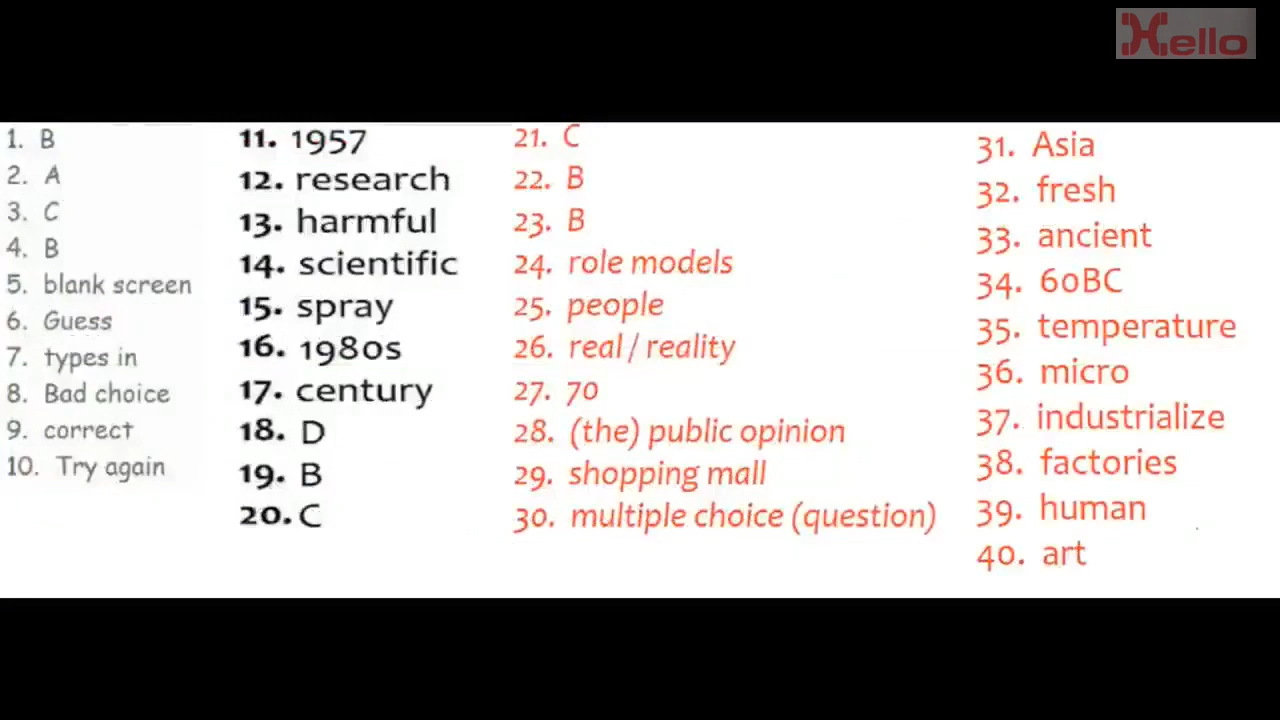 Hello
1. B
2. A
3. C
4. B
5. blank screen
6. Guess
7. types in
8. Bad choice
9. correct
10. Try again
11. 1957
12. research
13. harmful
14. scientific
15. spray
16. 1980s
17. century
18. D
19. B
20. C
21. C
22. B
23. B
24. role models
25. people
26. real / reality
27. 70
28. (the) public opinion
29. shopping mall
30. multiple choice (question)
31. Asia
32. fresh
33. ancient
34. 60BC
35. temperature
36. micro
37. industrialize
38. factories
39. human
40. art